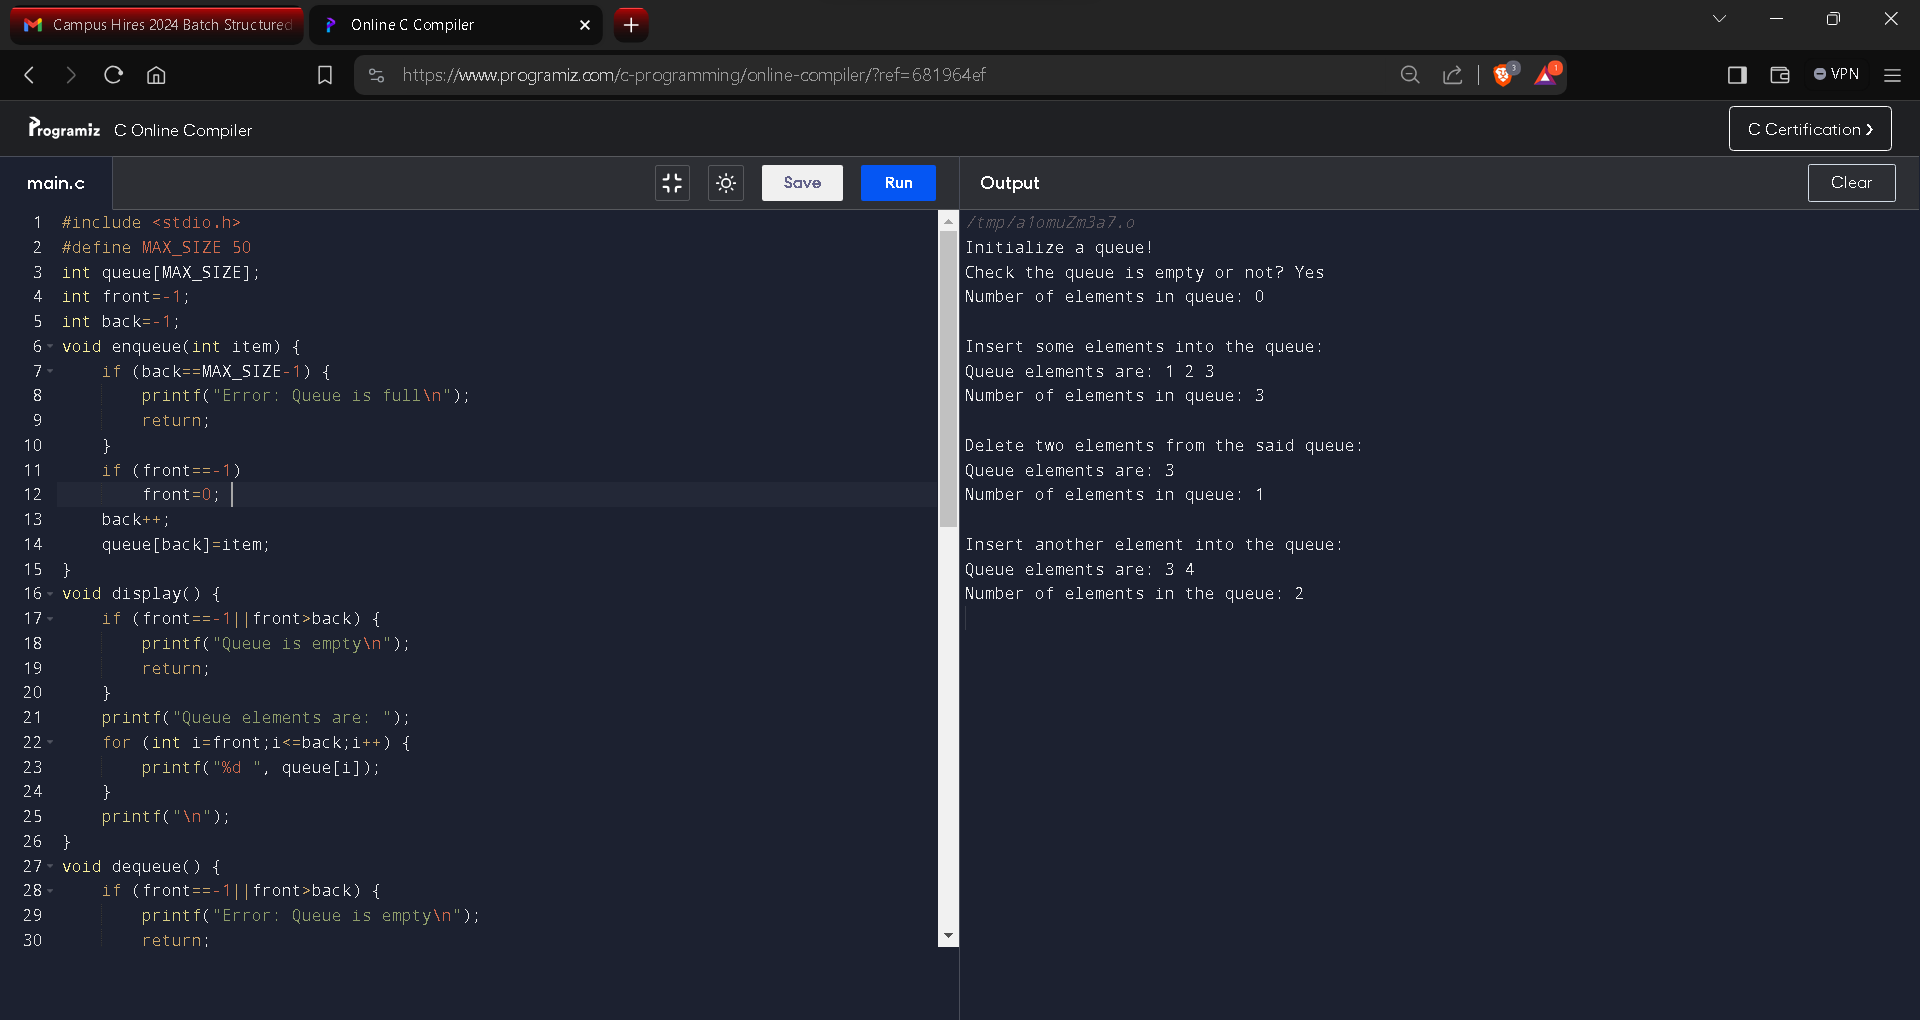 Campus Hires 2024 Batch Structured
Online C Compiler
https://www.programiz.com/c-programming/online-compiler/?ref=681964ef
3
1
VPN
Programiz
C Online Compiler
C Certification
main.c
Save
Run
Output
Clear
1 #include <stdio.h>
2 #define MAX_SIZE 50
3 int queue[MAX_SIZE];
4 int front=-1;
5 int back=-1;
6 void enqueue(int item) {
7     if (back==MAX_SIZE-1) {
8         printf("Error: Queue is full\n");
9         return;
10     }
11     if (front==-1)
12         front=0;
13     back++;
14     queue[back]=item;
15 }
16 void display() {
17     if (front==-1||front>back) {
18         printf("Queue is empty\n");
19         return;
20     }
21     printf("Queue elements are: ");
22     for (int i=front;i<=back;i++) {
23         printf("%d ", queue[i]);
24     }
25     printf("\n");
26 }
27 void dequeue() {
28     if (front==-1||front>back) {
29         printf("Error: Queue is empty\n");
30         return;
/tmp/a1omuZm3a7.o
Initialize a queue!
Check the queue is empty or not? Yes
Number of elements in queue: 0
Insert some elements into the queue:
Queue elements are: 1 2 3
Number of elements in queue: 3
Delete two elements from the said queue:
Queue elements are: 3
Number of elements in queue: 1
Insert another element into the queue:
Queue elements are: 3 4
Number of elements in the queue: 2